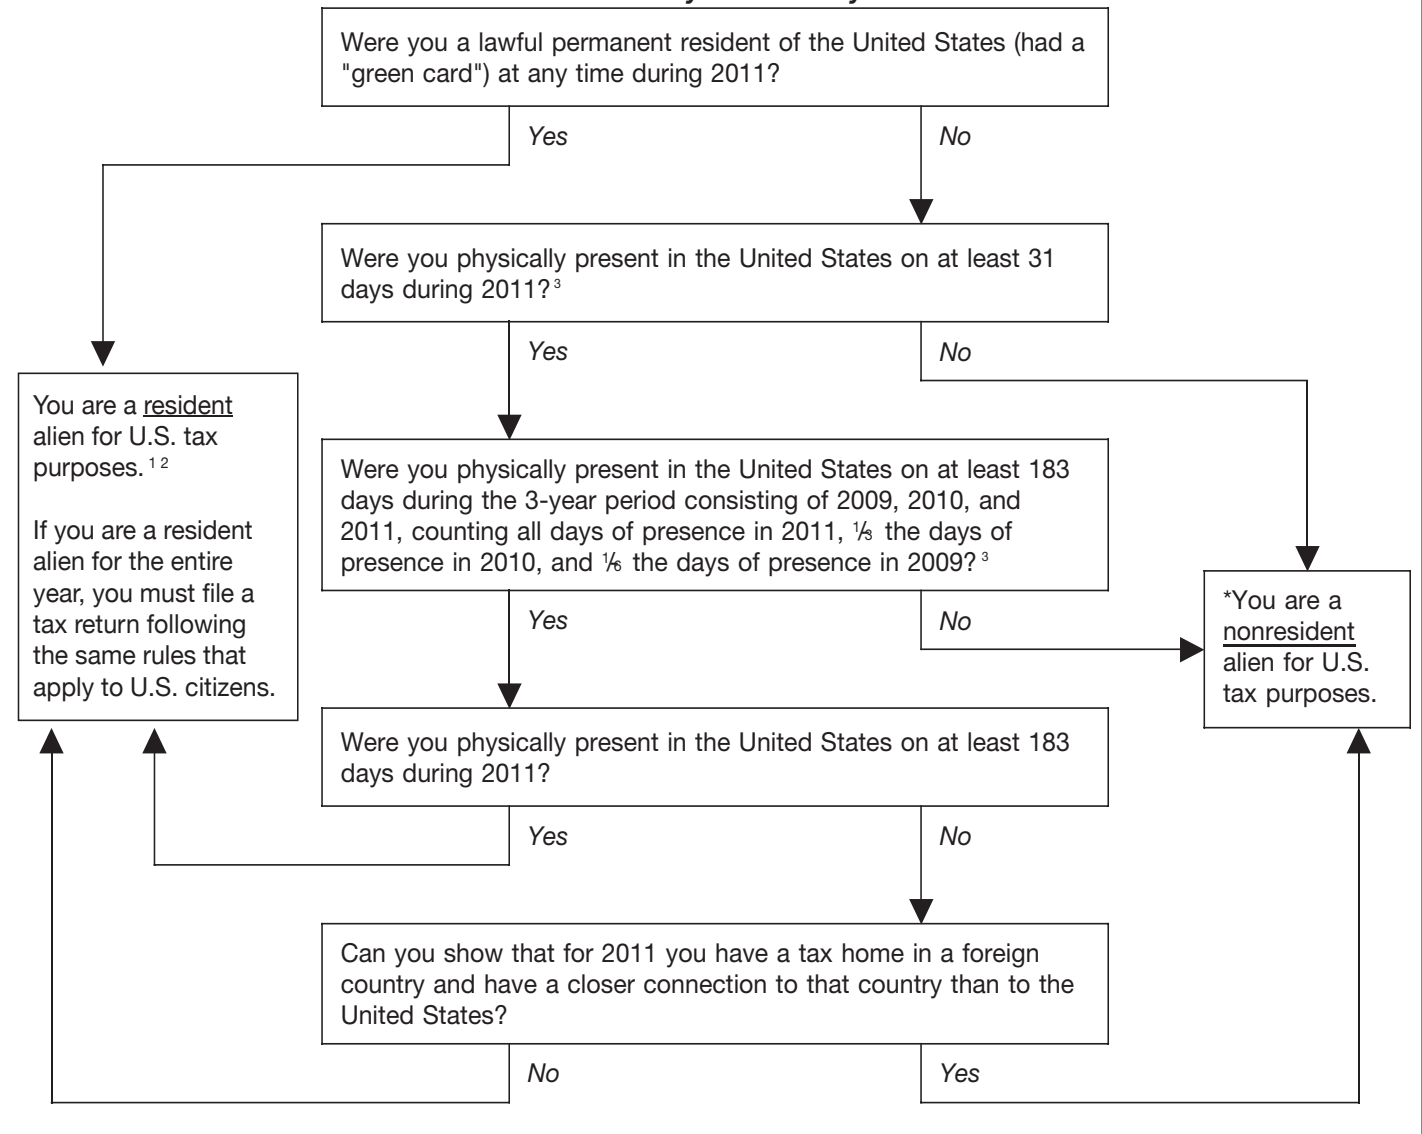 Were you a lawful permanent resident of the United States (had a
"green card") at any time during 2011?
Yes
No
Were you physically present in the United States on at least 31
days during 2011? 3
Yes
No
You are a resident
alien for U.S. tax
purposes. 1 2
If you are a resident
alien for the entire
year, you must file a
tax return following
the same rules that
apply to U.S. citizens.
Were you physically present in the United States on at least 183
days during the 3-year period consisting of 2009, 2010, and
2011, counting all days of presence in 2011, 1/3 the days of
presence in 2010, and 1/6 the days of presence in 2009? 3
Yes
No
*You are a
nonresident
alien for U.S.
tax purposes.
Were you physically present in the United States on at least 183
days during 2011?
Yes
No
Can you show that for 2011 you have a tax home in a foreign
country and have a closer connection to that country than to the
United States?
No
Yes